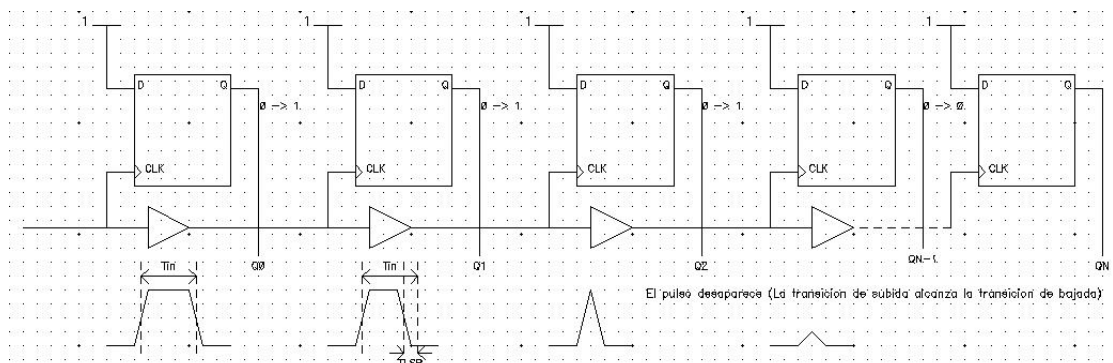 1 1 1 1 1
D Q D Q D Q D Q D Q
Ø -> 1 Ø -> 1 Ø -> 1 Ø -> Ø
CLK CLK CLK CLK CLK
Q0 Q1 Q2 QN-1 QN
Tin Tin
El pulso desaparece (La transicion de subida alcanza la transicion de bajada)
TLSB